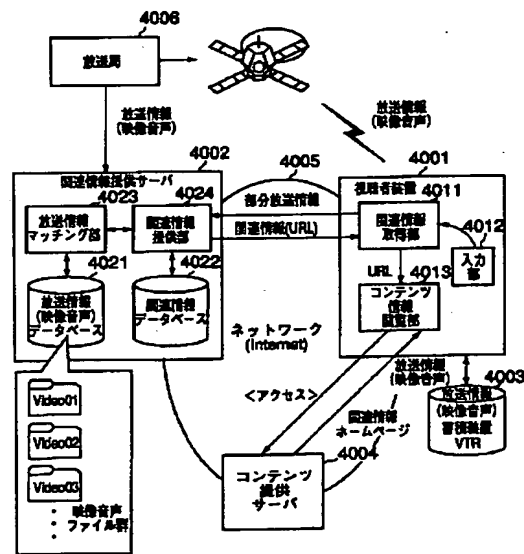 4006
放送局
放送情報
(映像音声)
放送情報
(映像音声)
4002
関連情報提供サーバ
4023
放送情報
マッチング部
4024
関連情報
提供部
4021
放送情報
(映像音声)
データベース
4022
関連情報
データベース
4005
部分放送情報
関連情報(URL)
ネットワーク
(Internet)
4001
視聴者装置
4011
関連情報
取得部
4012
入力
部
URL
4013
コンテンツ
情報
閲覧部
放送情報
(映像音声)
4003
放送情報
(映像音声)
蓄積装置
VTR
<アクセス>
関連情報
ホームページ
4004
コンテンツ
提供
サーバ
Video01
Video02
Video03
・
・
・
映像音声
ファイル群